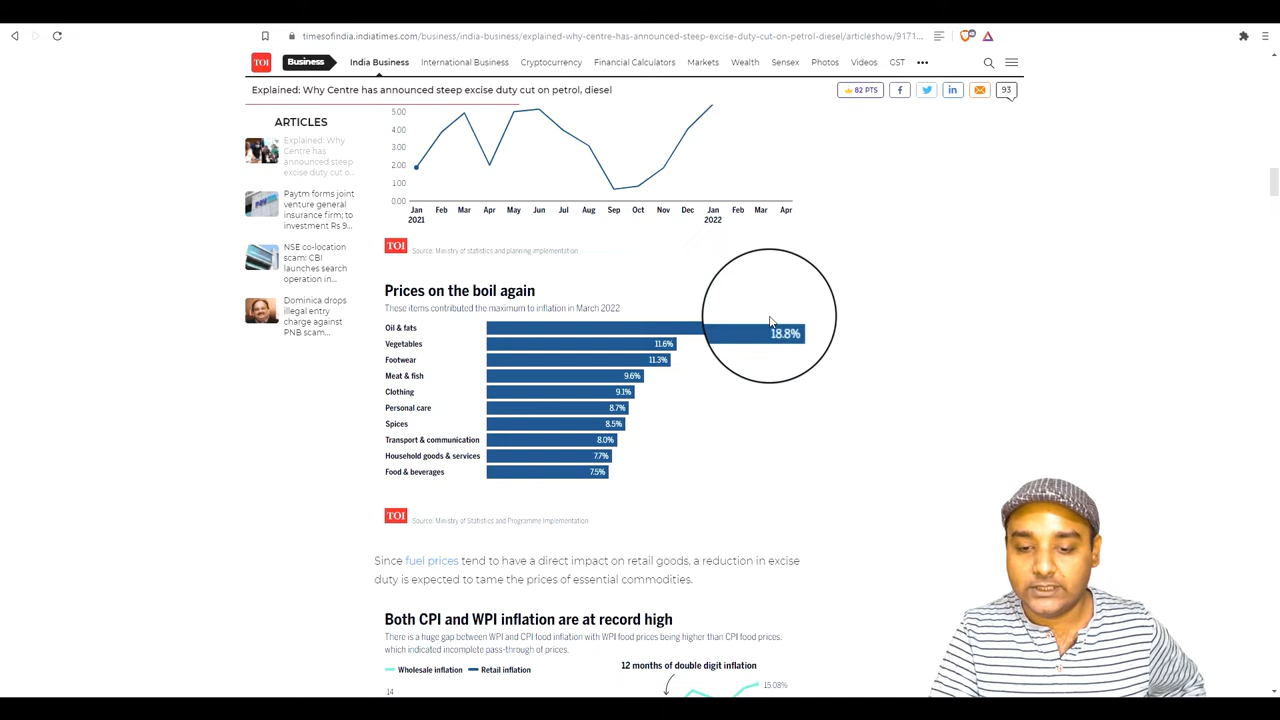 timesofindia.indiatimes.com/business/india-business/explained-why-centre-has-announced-steep-excise-duty-cut-on-petrol-diesel/articleshow/9171...
TOI Business India Business International Business Cryptocurrency Financial Calculators Markets Wealth Sensex Photos Videos GST •••
Explained: Why Centre has announced steep excise duty cut on petrol, diesel
82 PTS
93
ARTICLES
Explained: Why
Centre has
announced steep
excise duty cut o...
Paytm forms joint
venture general
insurance firm; to
investment Rs 9...
NSE co-location
scam: CBI
launches search
operation in...
Dominica drops
illegal entry
charge against
PNB scam...
5.00
4.00
3.00
2.00
1.00
0.00
Jan Feb Mar Apr May Jun Jul Aug Sep Oct Nov Dec Jan Feb Mar Apr
2021 2022
TOI Source: Ministry of statistics and planning implementation
Prices on the boil again
These items contributed the maximum to inflation in March 2022
Oil & fats 18.8%
Vegetables 11.6%
Footwear 11.3%
Meat & fish 9.6%
Clothing 9.1%
Personal care 8.7%
Spices 8.5%
Transport & communication 8.0%
Household goods & services 7.7%
Food & beverages 7.5%
TOI Source: Ministry of Statistics and Programme Implementation
Since fuel prices tend to have a direct impact on retail goods, a reduction in excise
duty is expected to tame the prices of essential commodities.
Both CPI and WPI inflation are at record high
There is a huge gap between WPI and CPI food inflation with WPI food prices being higher than CPI food prices.
which indicated incomplete pass-through of prices.
Wholesale inflation Retail inflation
12 months of double digit inflation
14
15.08%